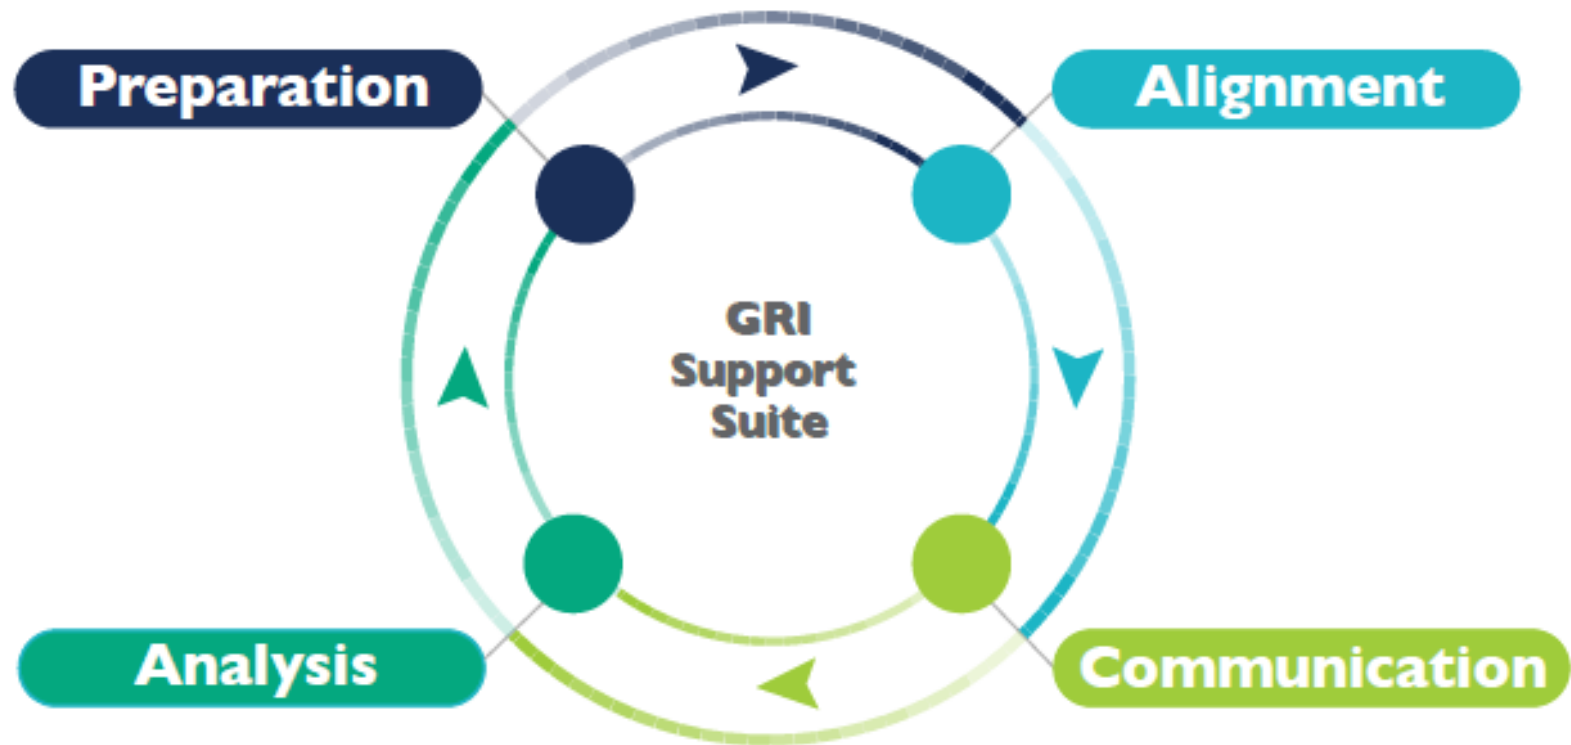 Preparation
Alignment
GRI
Support
Suite
Analysis
Communication